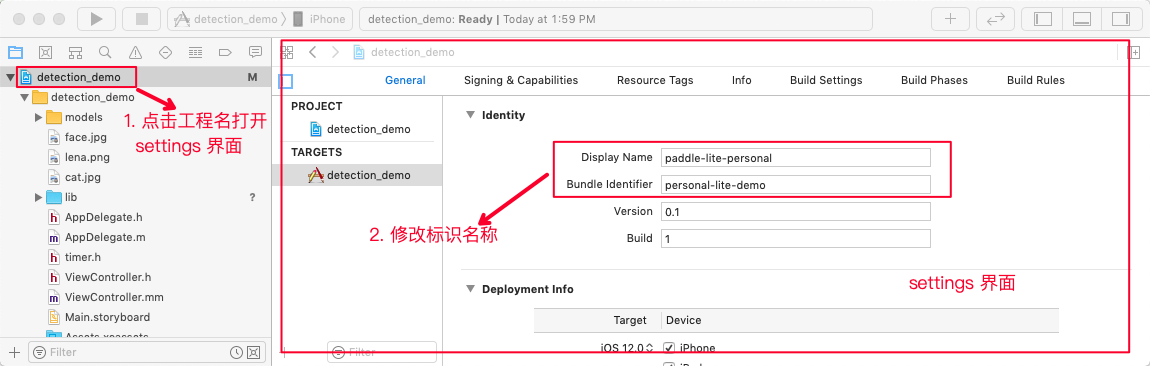 detection_demo
iPhone
detection_demo: Ready | Today at 1:59 PM
detection_demo
M
detection_demo
models
face.jpg
lena.png
cat.jpg
lib
?
AppDelegate.h
AppDelegate.m
timer.h
ViewController.h
ViewController.mm
Main.storyboard
Assets.xcassets
Filter
1. 点击工程名打开
settings 界面
detection_demo
General
Signing & Capabilities
Resource Tags
Info
Build Settings
Build Phases
Build Rules
PROJECT
detection_demo
TARGETS
detection_demo
Filter
Identity
Display Name
paddle-lite-personal
Bundle Identifier
personal-lite-demo
Version
0.1
Build
1
2. 修改标识名称
settings 界面
Deployment Info
Target
Device
iOS 12.0
iPhone